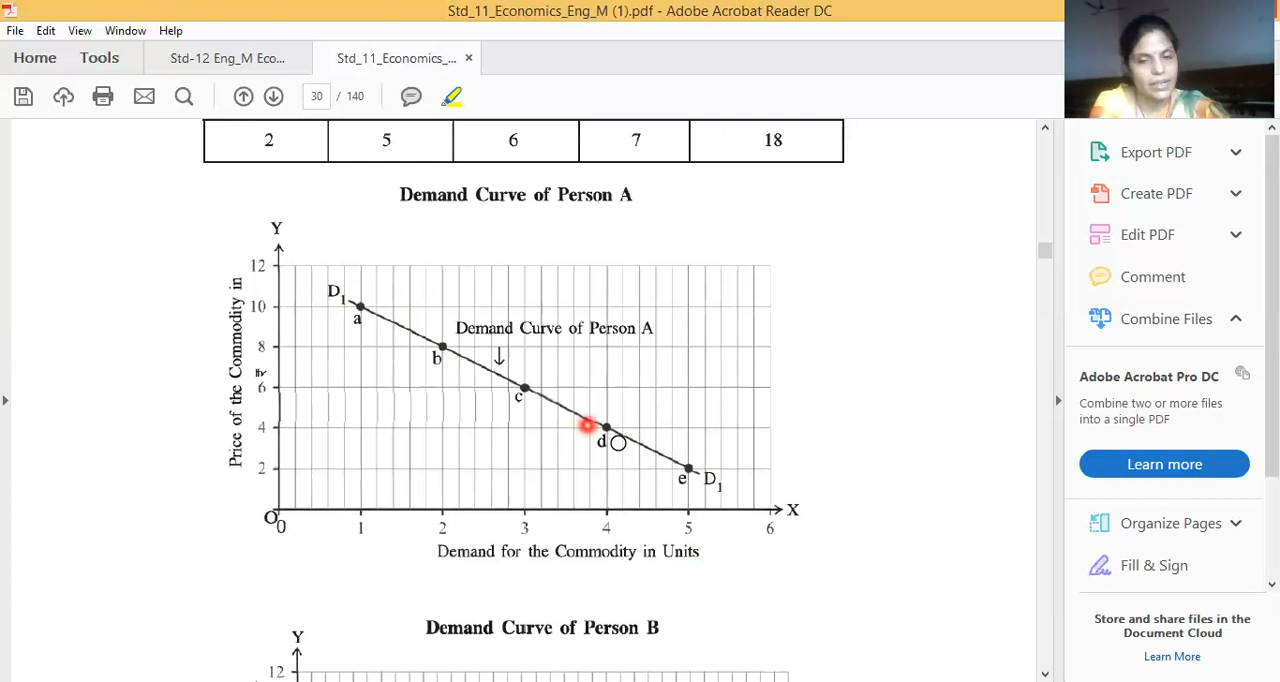 Std_11_Economics_Eng_M (1).pdf - Adobe Acrobat Reader DC
File Edit View Window Help
Home Tools Std-12 Eng_M Eco... Std_11_Economics_... ×
30 / 140
2 5 6 7 18
Demand Curve of Person A
Y
12
10
8
6
4
2
O
Price of the Commodity in
D1
a
b
c
d
e
D1
Demand Curve of Person A
0 1 2 3 4 5 6 X
Demand for the Commodity in Units
Demand Curve of Person B
Y
12
Export PDF
Create PDF
Edit PDF
Comment
Combine Files
Adobe Acrobat Pro DC
Combine two or more files
into a single PDF
Learn more
Organize Pages
Fill & Sign
Store and share files in the
Document Cloud
Learn More